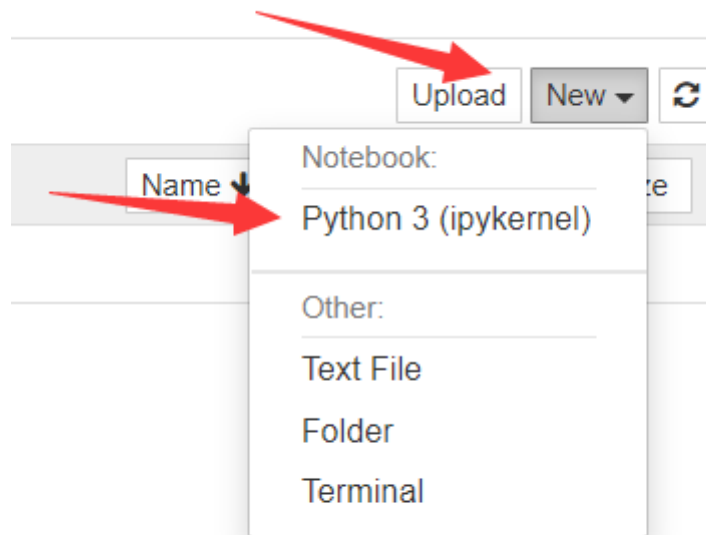 Upload New
Name ze
Notebook:
Python 3 (ipykernel)
Other:
Text File
Folder
Terminal